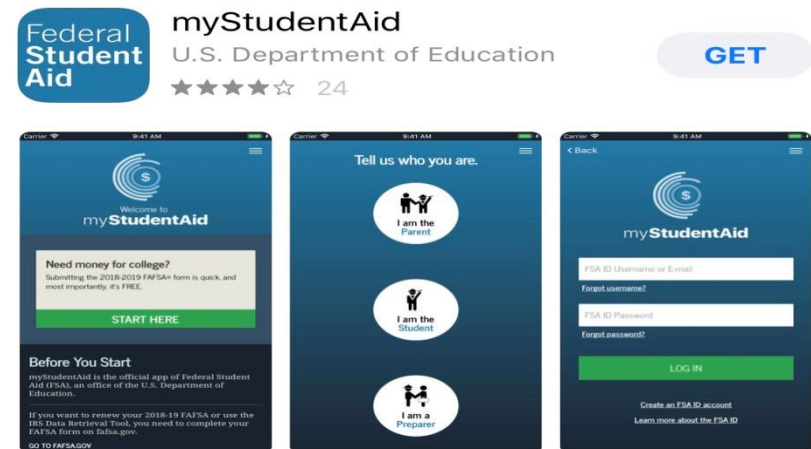 Federal
Student
Aid
myStudentAid
U.S. Department of Education
24
GET
Carrier 9:41 AM
$
Welcome to
myStudentAid
Need money for college?
Submitting the 2018-2019 FAFSA® form is quick, and
most importantly, it's FREE.
START HERE
Before You Start
myStudentAid is the official app of Federal Student
Aid (FSA), an office of the U.S. Department of
Education.
If you want to renew your 2018-19 FAFSA or use the
IRS Data Retrieval Tool, you need to complete your
FAFSA form on fafsa.gov.
GO TO FAFSA.GOV
Carrier 9:41 AM
Tell us who you are.
I am the
Parent
I am the
Student
I am a
Preparer
Carrier 9:41 AM
< Back
$
myStudentAid
FSA ID Username or E-mail
Forgot username?
FSA ID Password
Forgot password?
LOG IN
Create an FSA ID account
Learn more about the FSA ID